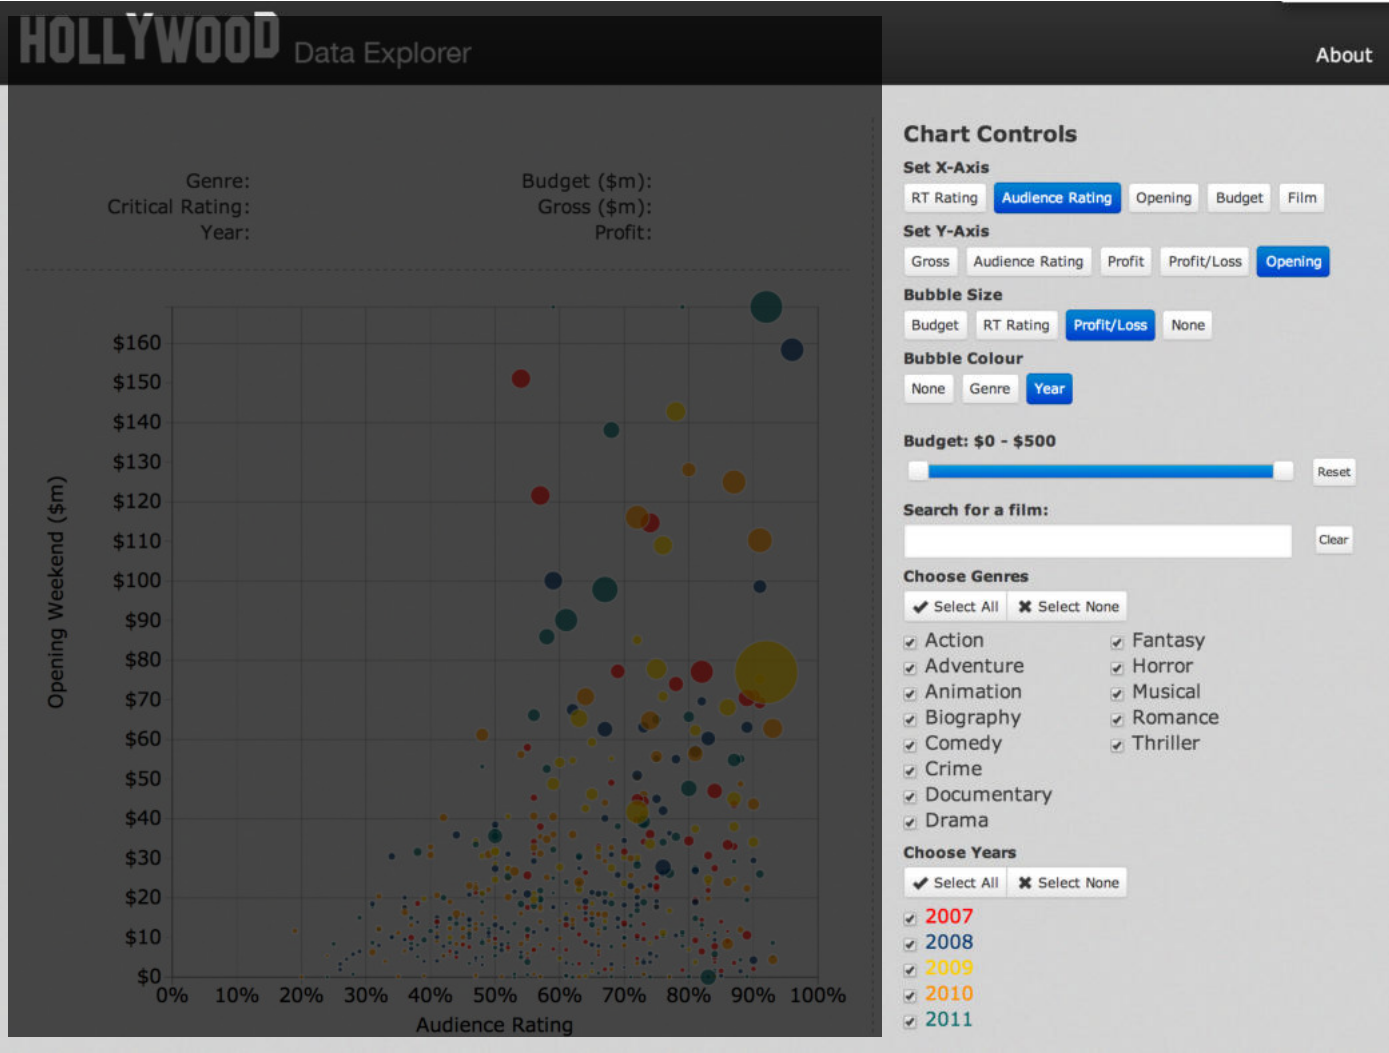 HOLLYWOOD Data Explorer
About
Genre:
Critical Rating:
Year:
Budget ($m):
Gross ($m):
Profit:
$160
$150
$140
$130
$120
$110
$100
$90
$80
$70
$60
$50
$40
$30
$20
$10
$0
Opening Weekend ($m)
0% 10% 20% 30% 40% 50% 60% 70% 80% 90% 100%
Audience Rating
Chart Controls
Set X-Axis
RT Rating Audience Rating Opening Budget Film
Set Y-Axis
Gross Audience Rating Profit Profit/Loss Opening
Bubble Size
Budget RT Rating Profit/Loss None
Bubble Colour
None Genre Year
Budget: $0 - $500
Reset
Search for a film:
Clear
Choose Genres
Select All Select None
Action Fantasy
Adventure Horror
Animation Musical
Biography Romance
Comedy Thriller
Crime
Documentary
Drama
Choose Years
Select All Select None
2007
2008
2009
2010
2011